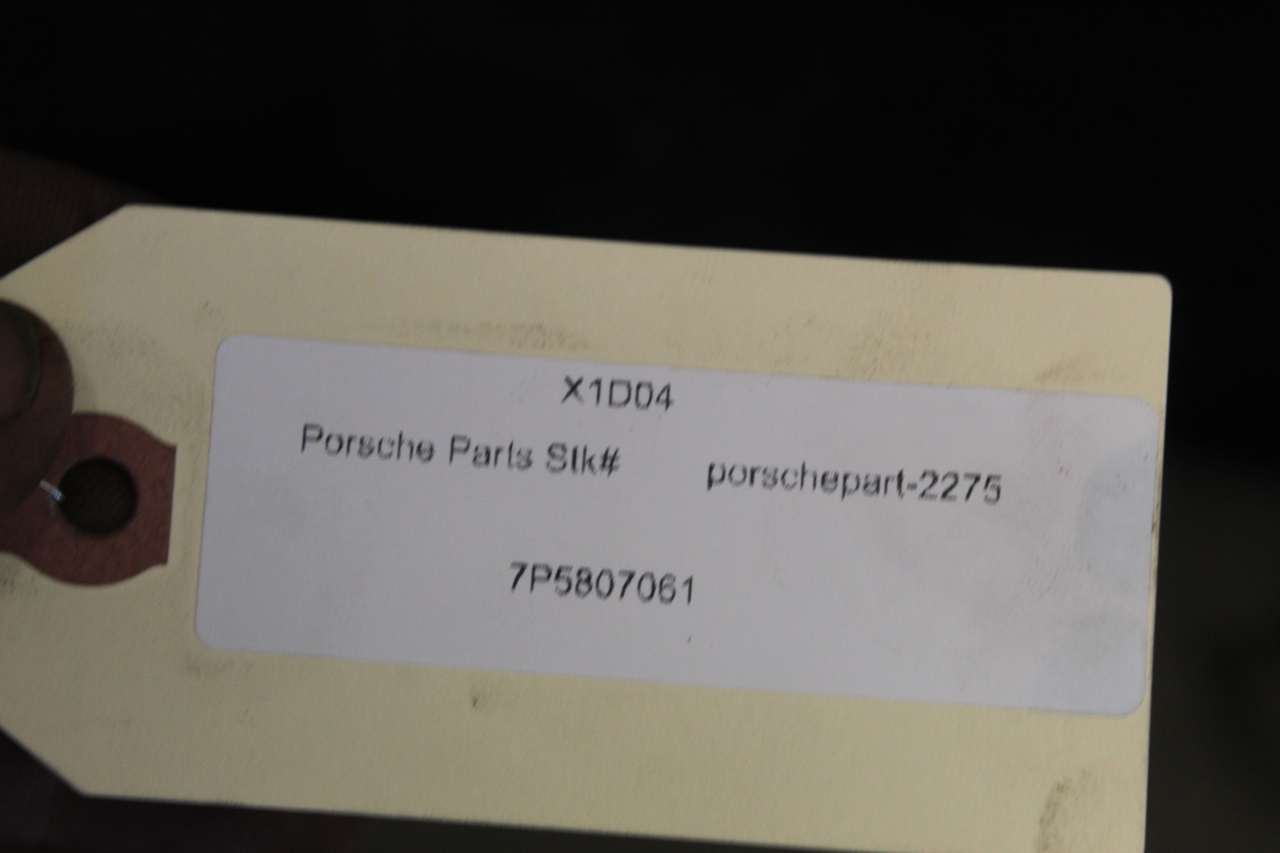 X1D04
Porsche Parts Stk# porschepart-2275
7P5807061